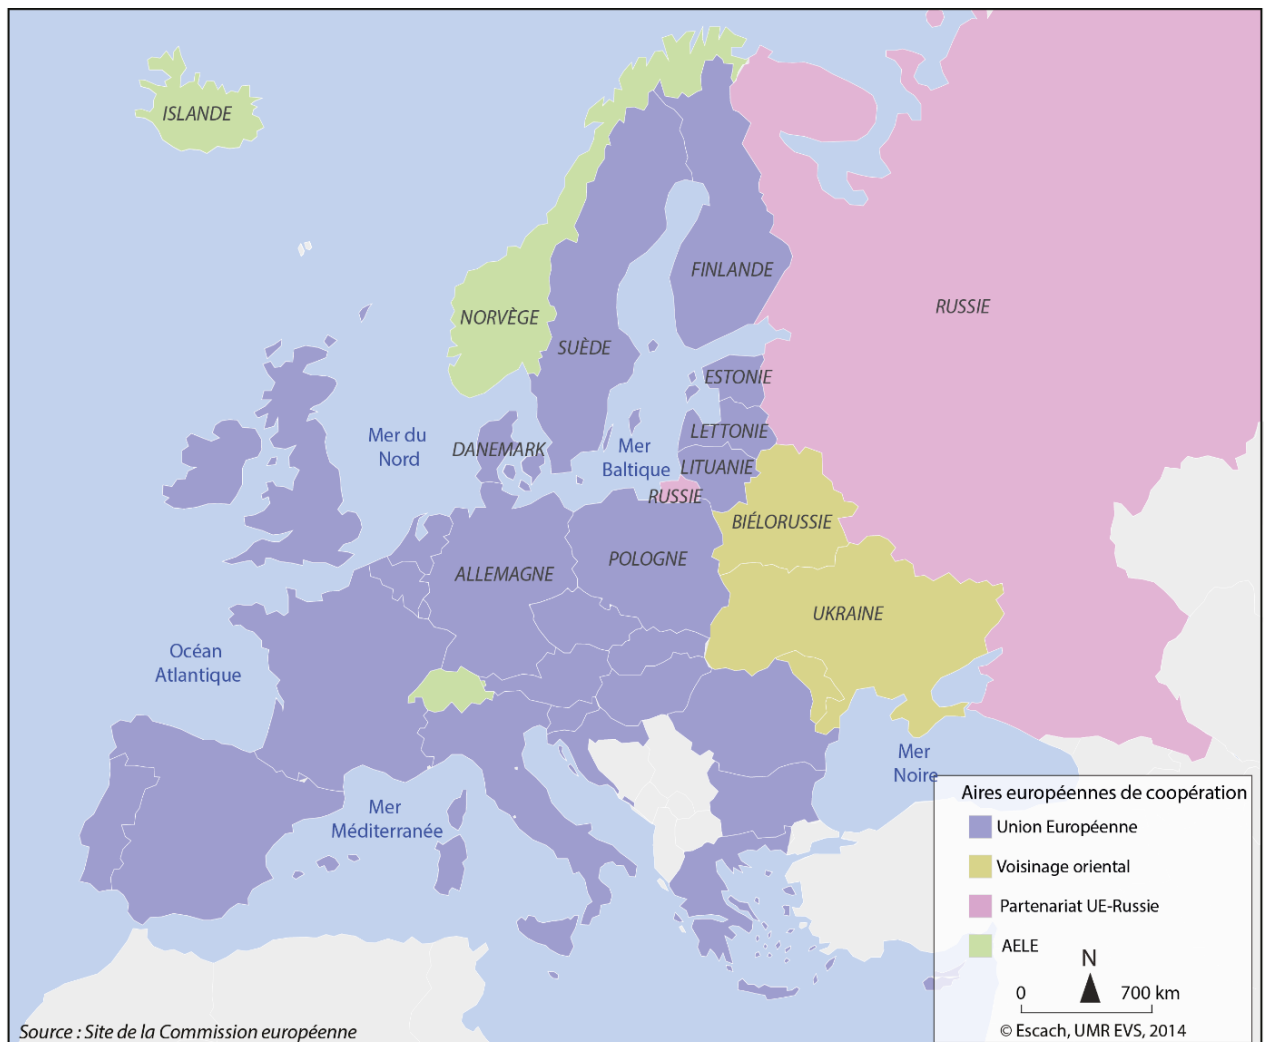 ISLANDE
FINLANDE
RUSSIE
NORVÈGE
SUÈDE
ESTONIE
LETTONIE
Mer du
Nord
DANEMARK
Mer
Baltique
LITUANIE
RUSSIE
BIÉLORUSSIE
POLOGNE
ALLEMAGNE
UKRAINE
Océan
Atlantique
Mer
Noire
Mer
Méditerranée
Aires européennes de coopération
Union Européenne
Voisinage oriental
Partenariat UE-Russie
AELE
N
0 700 km
© Escach, UMR EVS, 2014
Source : Site de la Commission européenne